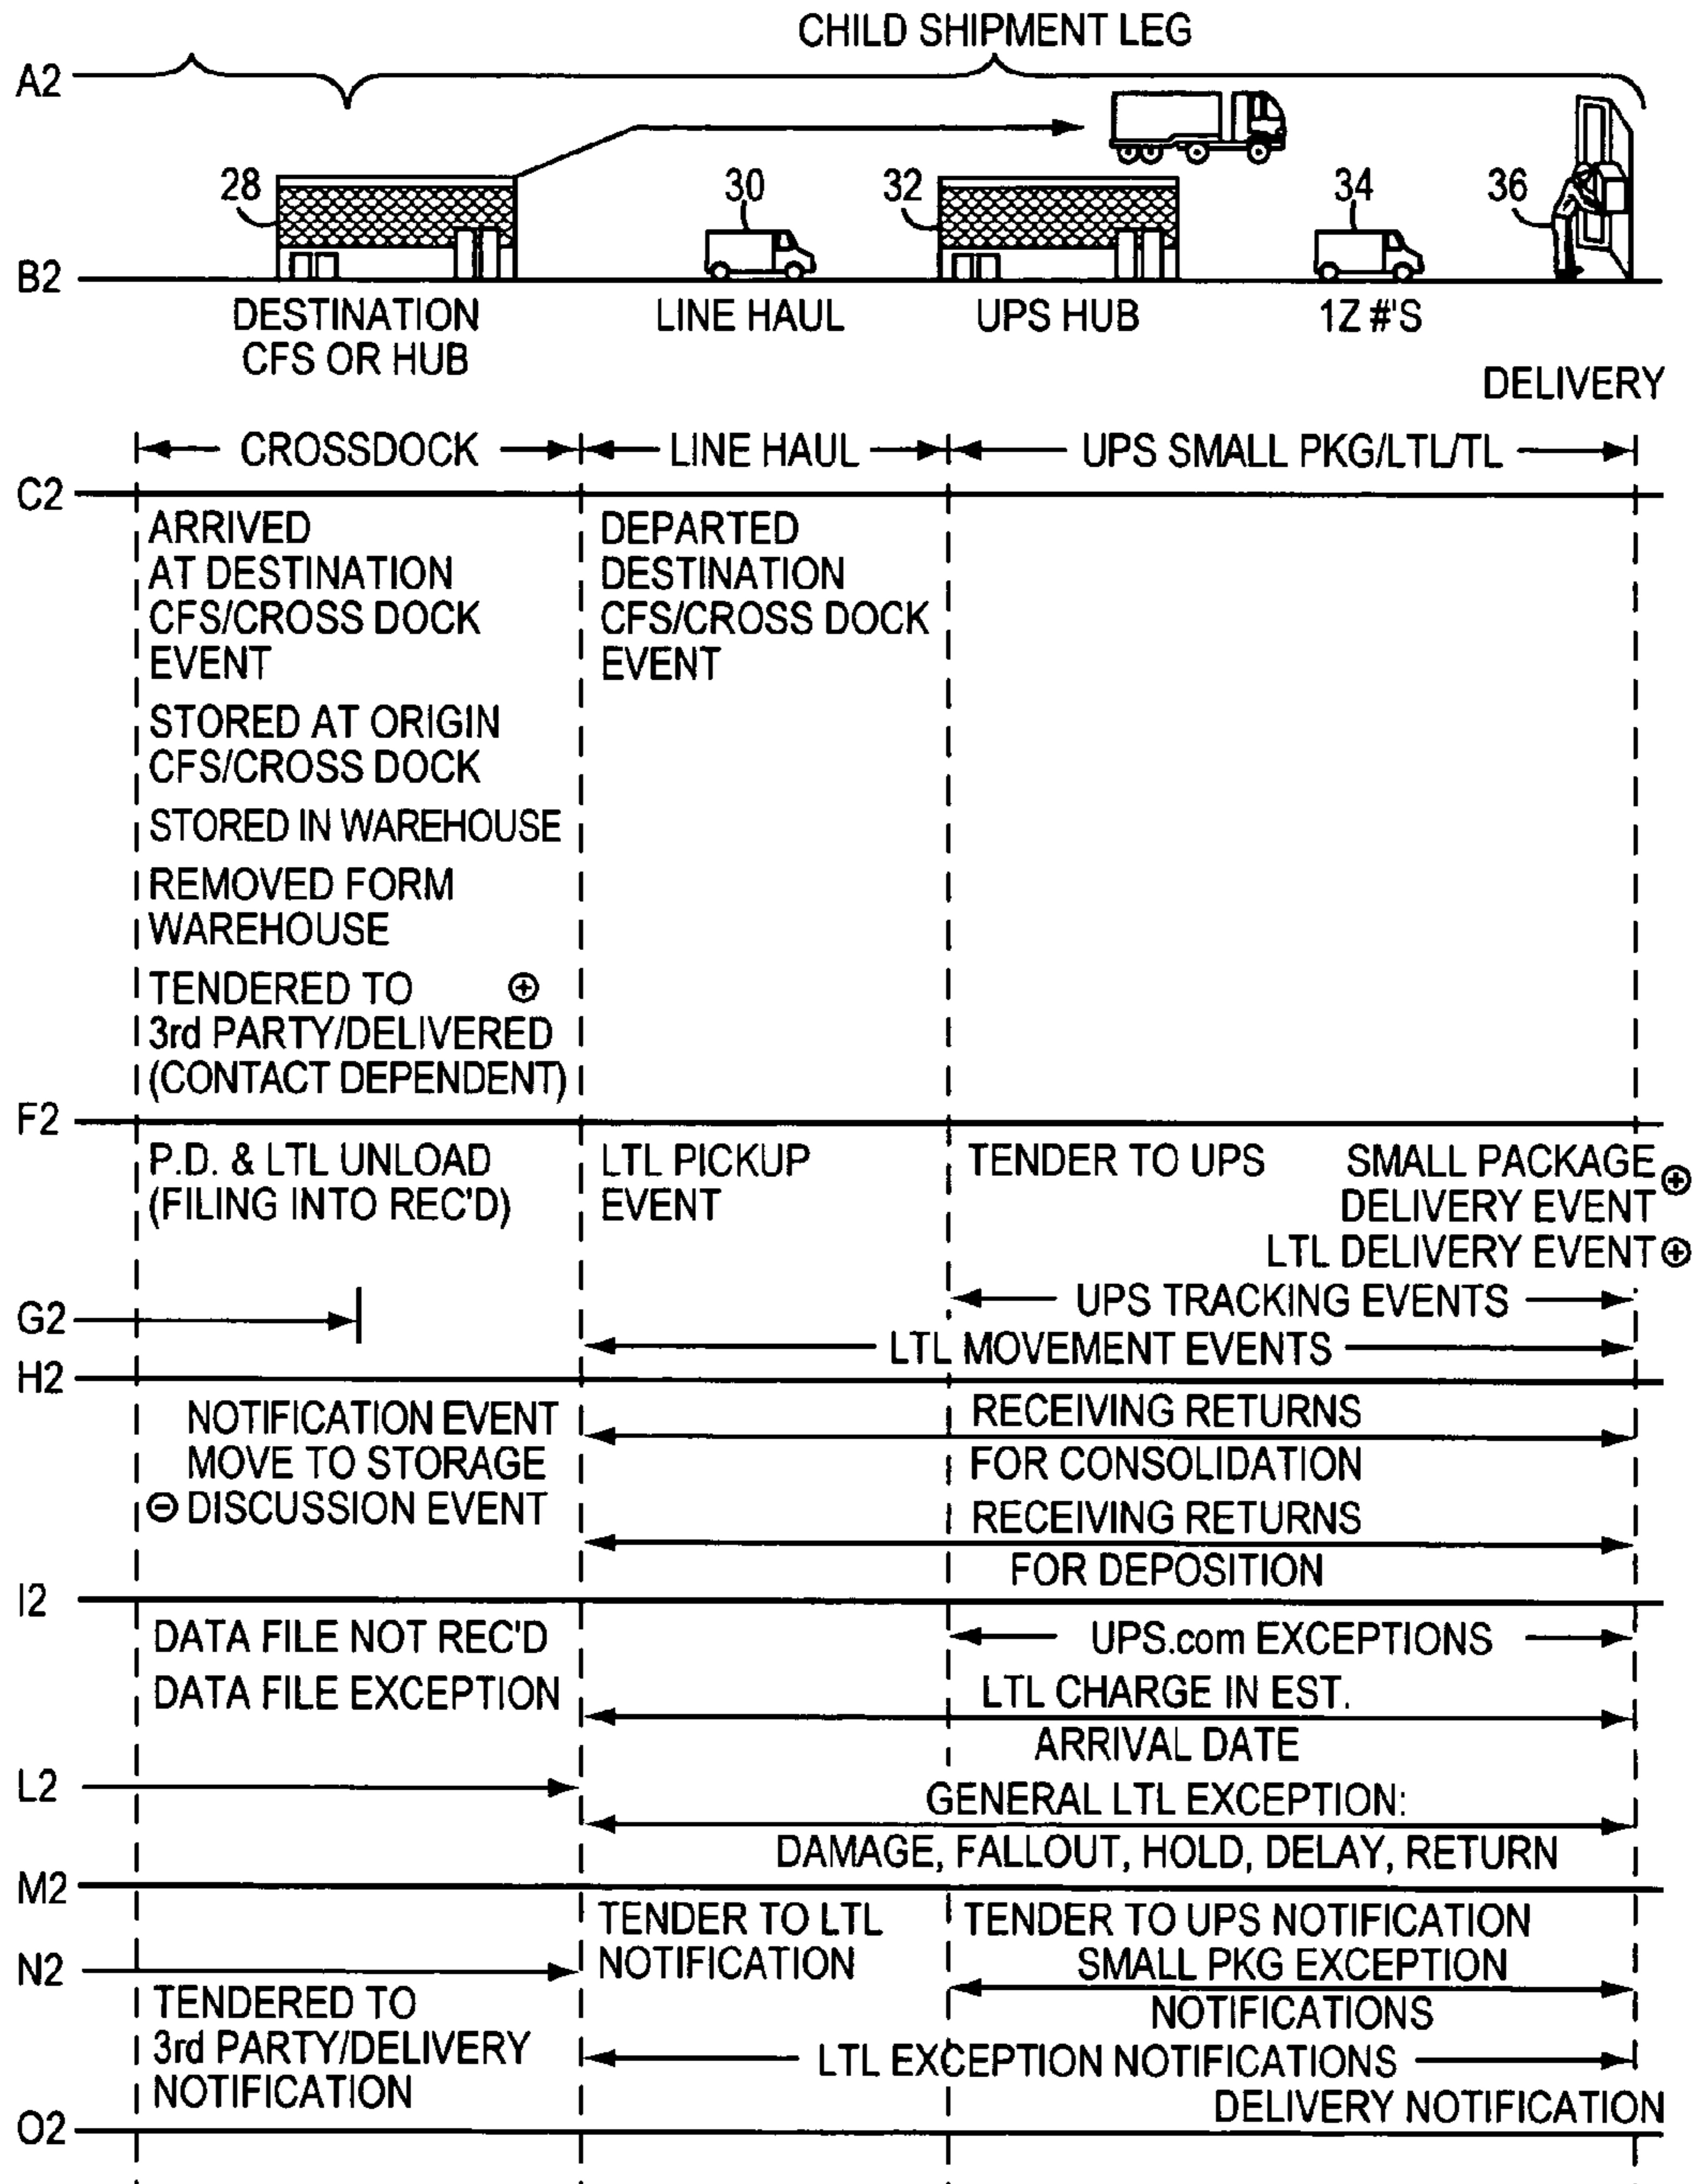 CHILD SHIPMENT LEG
A2
28
30
32
34
36
B2
DESTINATION
CFS OR HUB
LINE HAUL
UPS HUB
1Z #'S
DELIVERY
CROSSDOCK
LINE HAUL
UPS SMALL PKG/LTL/TL
C2
ARRIVED
AT DESTINATION
CFS/CROSS DOCK
EVENT
STORED AT ORIGIN
CFS/CROSS DOCK
STORED IN WAREHOUSE
REMOVED FORM
WAREHOUSE
TENDERED TO ⊕
3rd PARTY/DELIVERED
(CONTACT DEPENDENT)
DEPARTED
DESTINATION
CFS/CROSS DOCK
EVENT
F2
P.D. & LTL UNLOAD
(FILING INTO REC'D)
LTL PICKUP
EVENT
TENDER TO UPS
SMALL PACKAGE
DELIVERY EVENT ⊕
LTL DELIVERY EVENT ⊕
UPS TRACKING EVENTS
G2
LTL MOVEMENT EVENTS
H2
NOTIFICATION EVENT
MOVE TO STORAGE
⊖ DISCUSSION EVENT
RECEIVING RETURNS
FOR CONSOLIDATION
RECEIVING RETURNS
FOR DEPOSITION
I2
DATA FILE NOT REC'D
DATA FILE EXCEPTION
UPS.com EXCEPTIONS
LTL CHARGE IN EST.
ARRIVAL DATE
L2
GENERAL LTL EXCEPTION:
DAMAGE, FALLOUT, HOLD, DELAY, RETURN
M2
TENDER TO LTL
NOTIFICATION
TENDER TO UPS NOTIFICATION
SMALL PKG EXCEPTION
NOTIFICATIONS
N2
TENDERED TO
3rd PARTY/DELIVERY
NOTIFICATION
LTL EXCEPTION NOTIFICATIONS
DELIVERY NOTIFICATION
O2